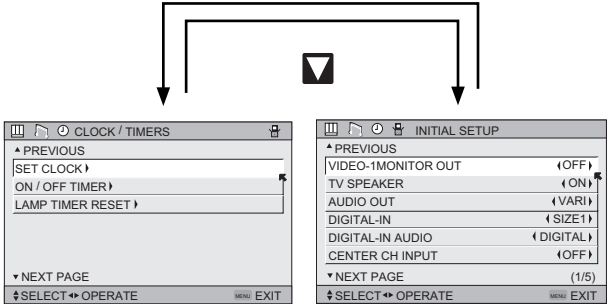 CLOCK / TIMERS
PREVIOUS
SET CLOCK
ON / OFF TIMER
LAMP TIMER RESET
NEXT PAGE
SELECT OPERATE MENU EXIT
INITIAL SETUP
PREVIOUS
VIDEO-1MONITOR OUT OFF
TV SPEAKER ON
AUDIO OUT VARI
DIGITAL-IN SIZE1
DIGITAL-IN AUDIO DIGITAL
CENTER CH INPUT OFF
NEXT PAGE (1/5)
SELECT OPERATE MENU EXIT